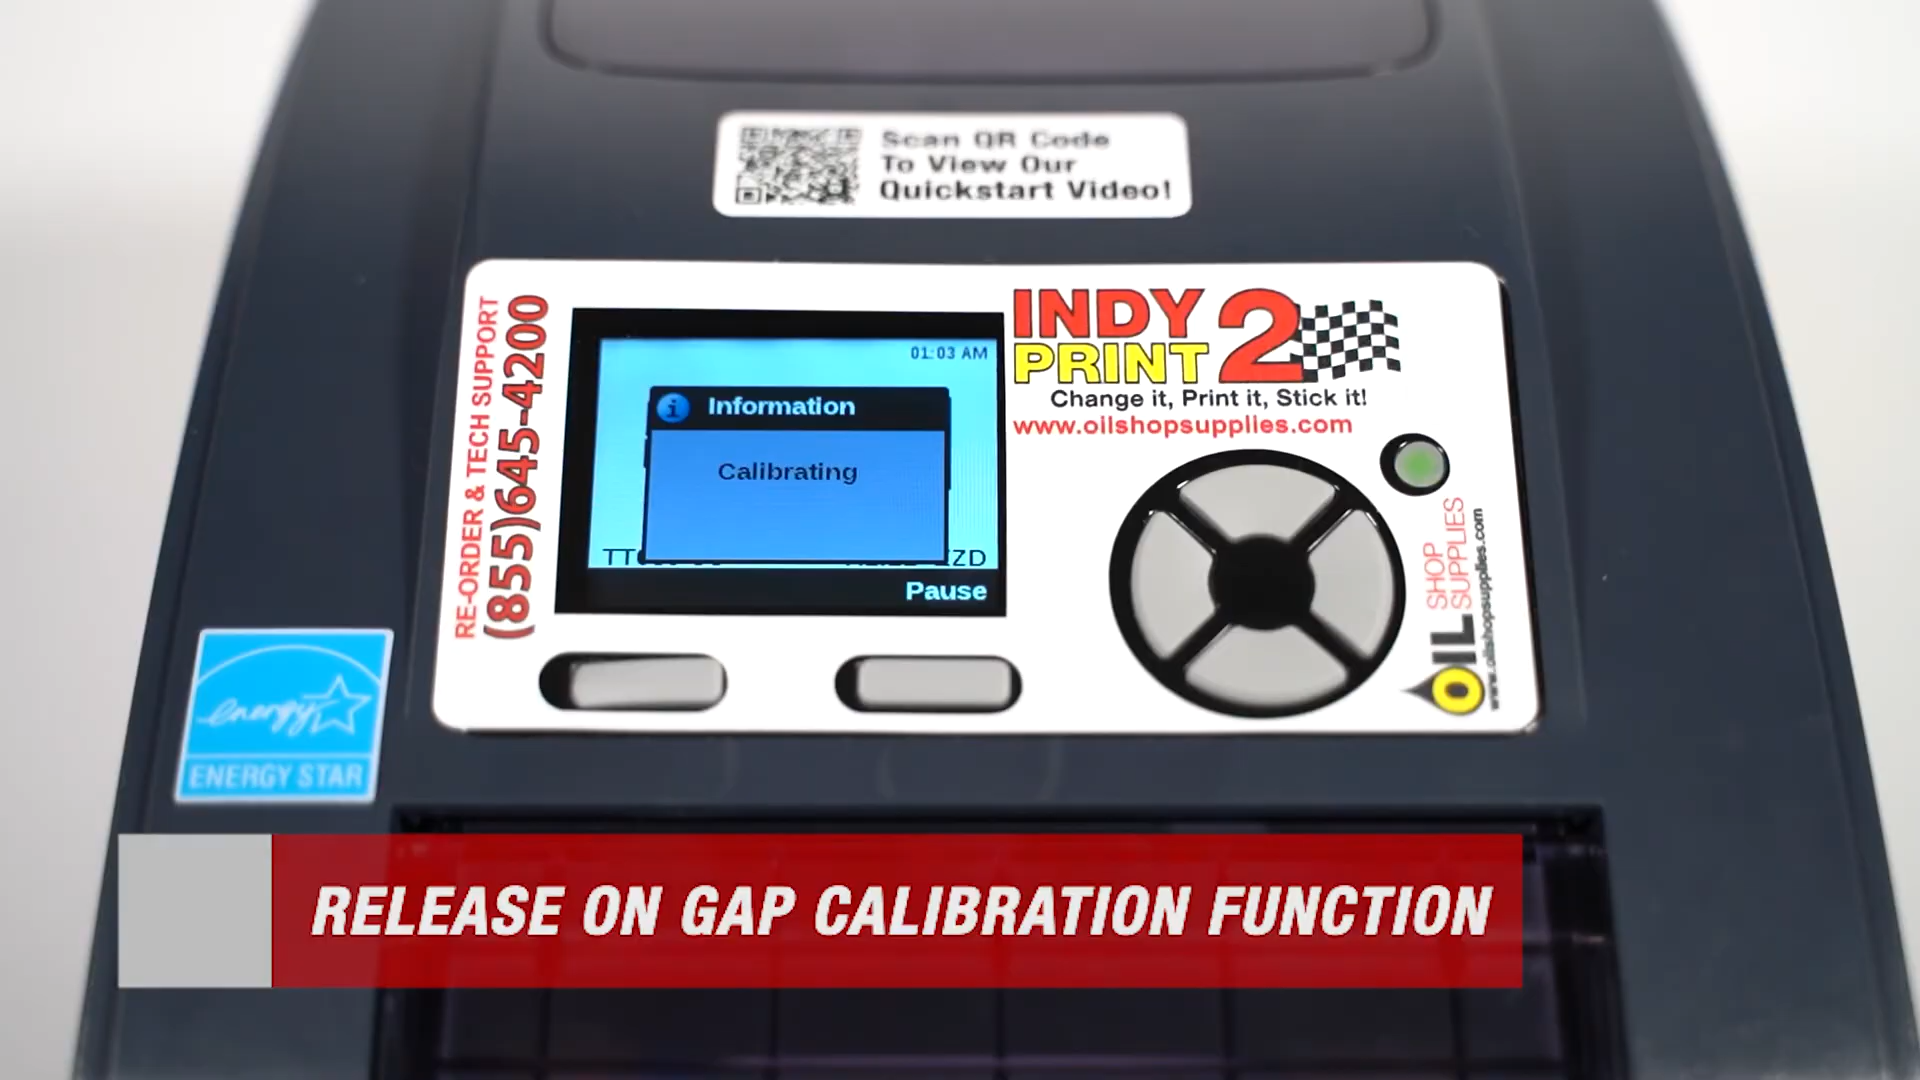 Scan QR Code
To View Our
Quickstart Video!
RE-ORDER & TECH SUPPORT
(855)645-4200
01:03 AM
Information
Calibrating
Pause
INDY
PRINT 2
Change it, Print it, Stick it!
www.oilshopsupplies.com
OIL SHOP SUPPLIES
www.oilshopsupplies.com
energy
ENERGY STAR
RELEASE ON GAP CALIBRATION FUNCTION